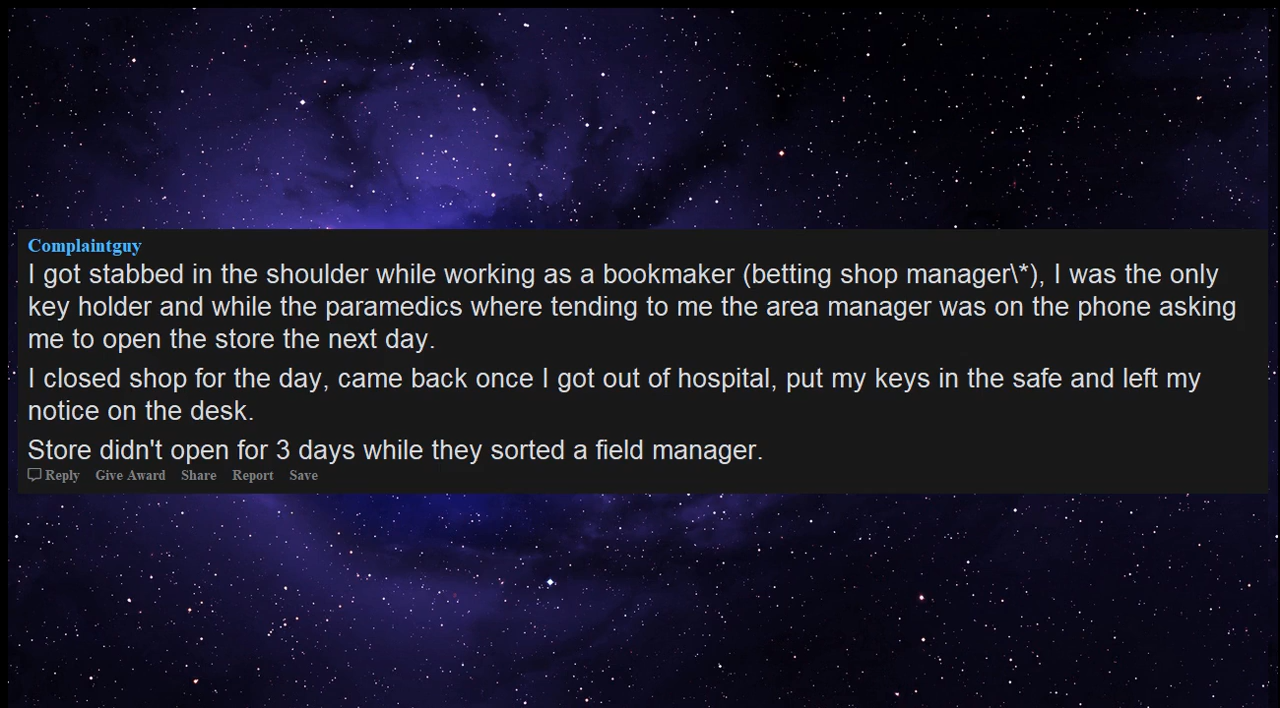 Complaintguy
I got stabbed in the shoulder while working as a bookmaker (betting shop manager\*), I was the only
key holder and while the paramedics where tending to me the area manager was on the phone asking
me to open the store the next day.
I closed shop for the day, came back once I got out of hospital, put my keys in the safe and left my
notice on the desk.
Store didn't open for 3 days while they sorted a field manager.
Reply Give Award Share Report Save